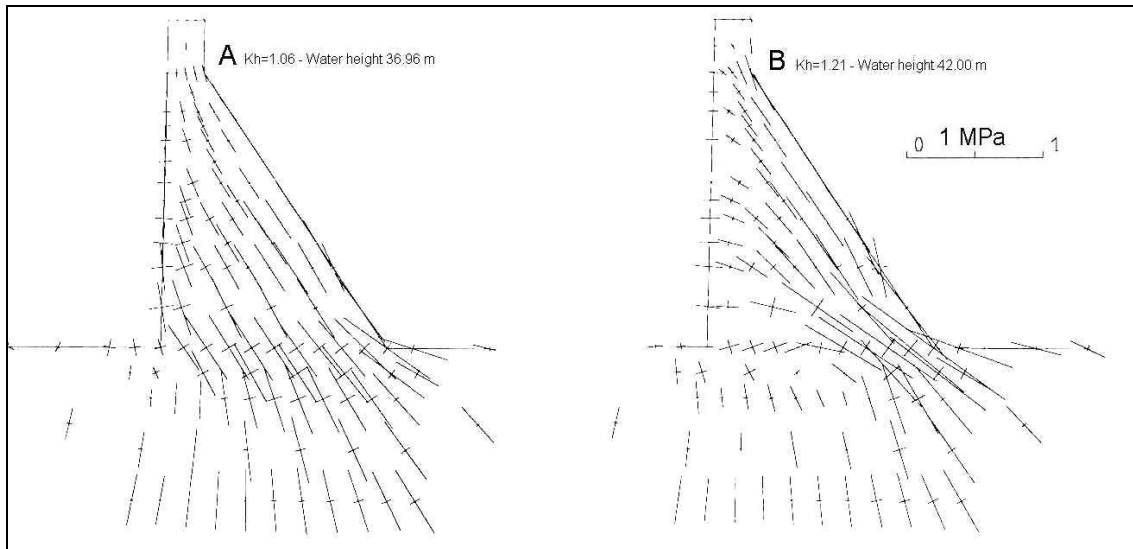 A Kh=1.06 - Water height 36.96 m
B Kh=1.21 - Water height 42.00 m
0 1 MPa 1